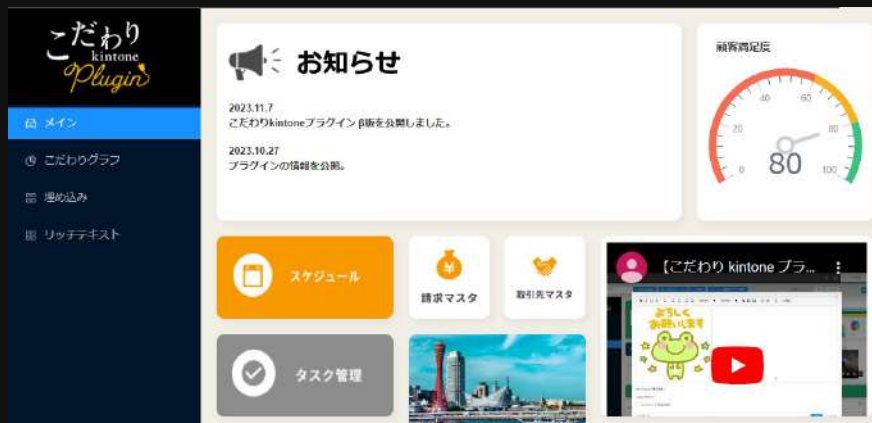 こだわり
kintone
Plugin
メイン
こだわりグラフ
埋め込み
リッチテキスト
お知らせ
2023.11.7
こだわりkintoneプラグイン β版を公開しました。
2023.10.27
プラグインの情報を公開。
顧客満足度
0
20
40
60
80
100
80
スケジュール
請求マスタ
取引先マスタ
タスク管理
【こだわり kintone プラ...
よろしく
お願いします